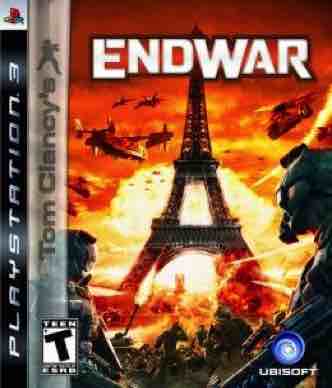 PLAYSTATION 3
Tom Clancy's
ENDWAR
TEEN
T
ESRB
UBISOFT